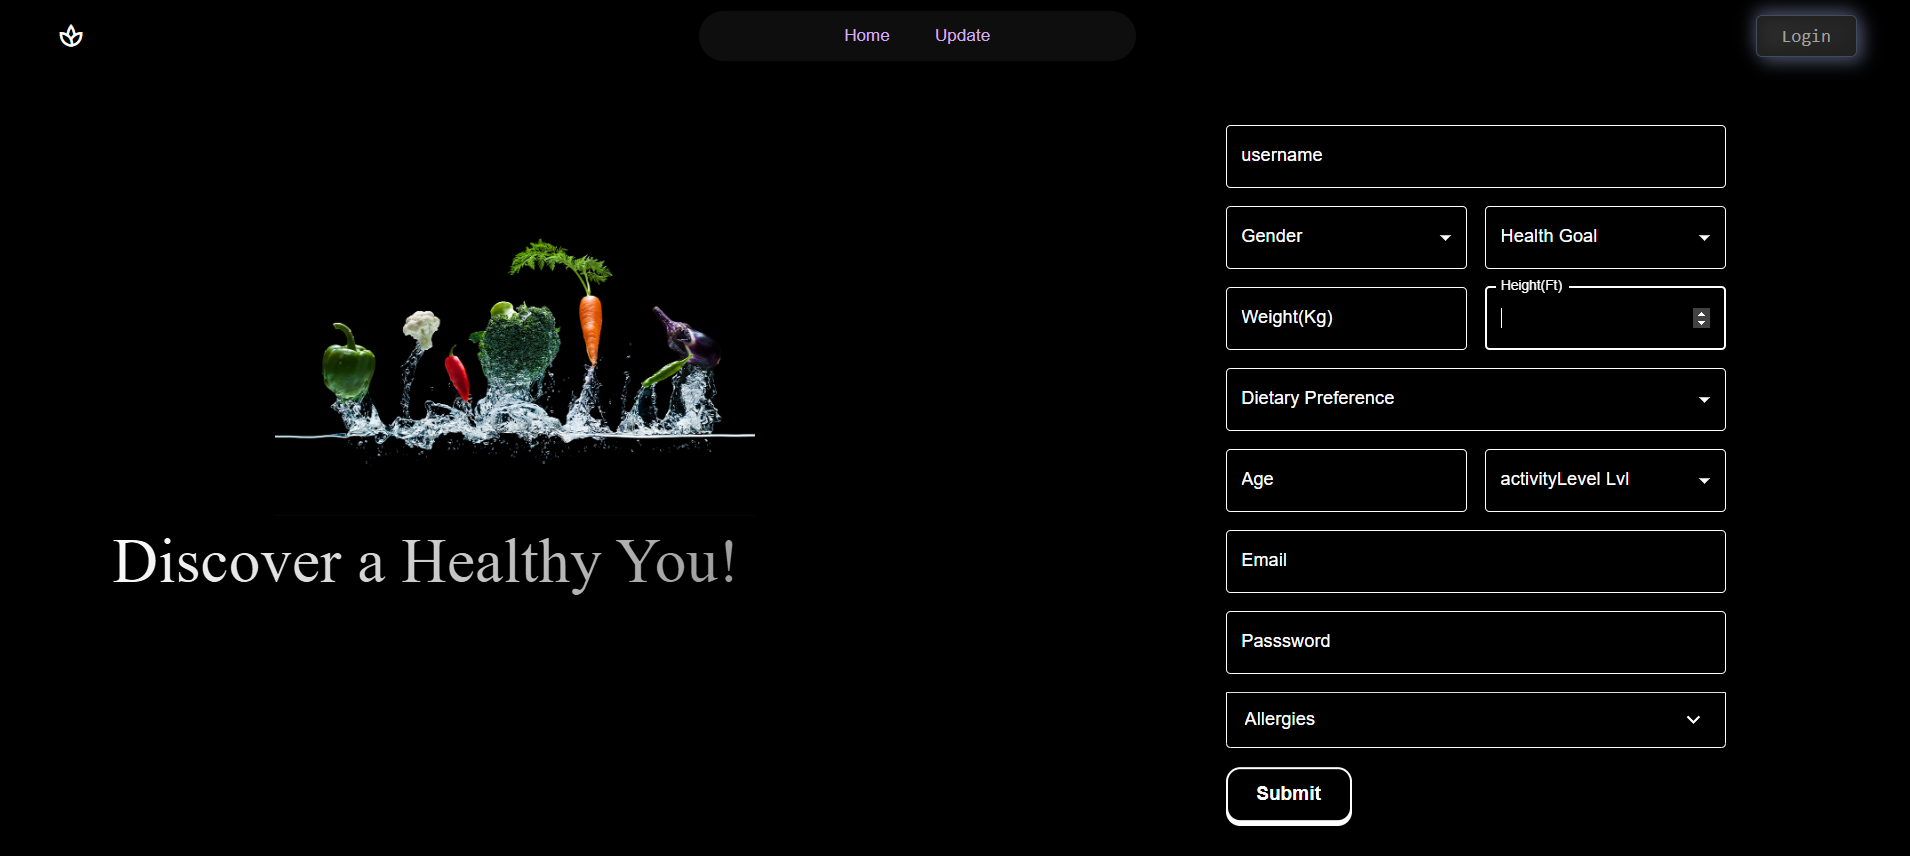 Home Update
Login
username
Gender Health Goal
Weight(Kg) Height(Ft)
Dietary Preference
Age activityLevel Lvl
Email
Passsword
Allergies
Submit
Discover a Healthy You!